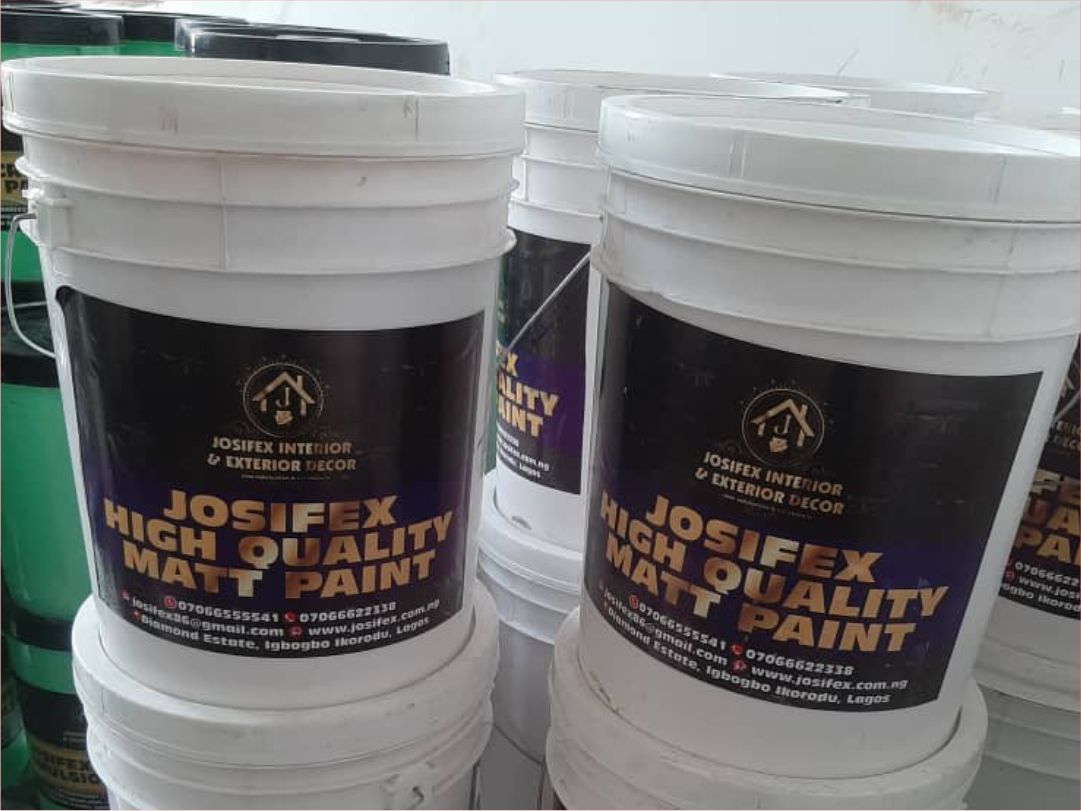 JOSIFEX INTERIOR
& EXTERIOR DECOR
JOSIFEX
HIGH QUALITY
MATT PAINT
07066555541 07066622338
josifex86@gmail.com www.josifex.com.ng
Diamond Estate, Igbogbo Ikorodu, Lagos
ALITY
AINT
Lagos
JOSIFEX INTERIOR
& EXTERIOR DECOR
JOSIFEX
HIGH QUALITY
MATT PAINT
07066555541 07066622338
josifex86@gmail.com www.josifex.com.ng
Diamond Estate, Igbogbo Ikorodu, Lagos